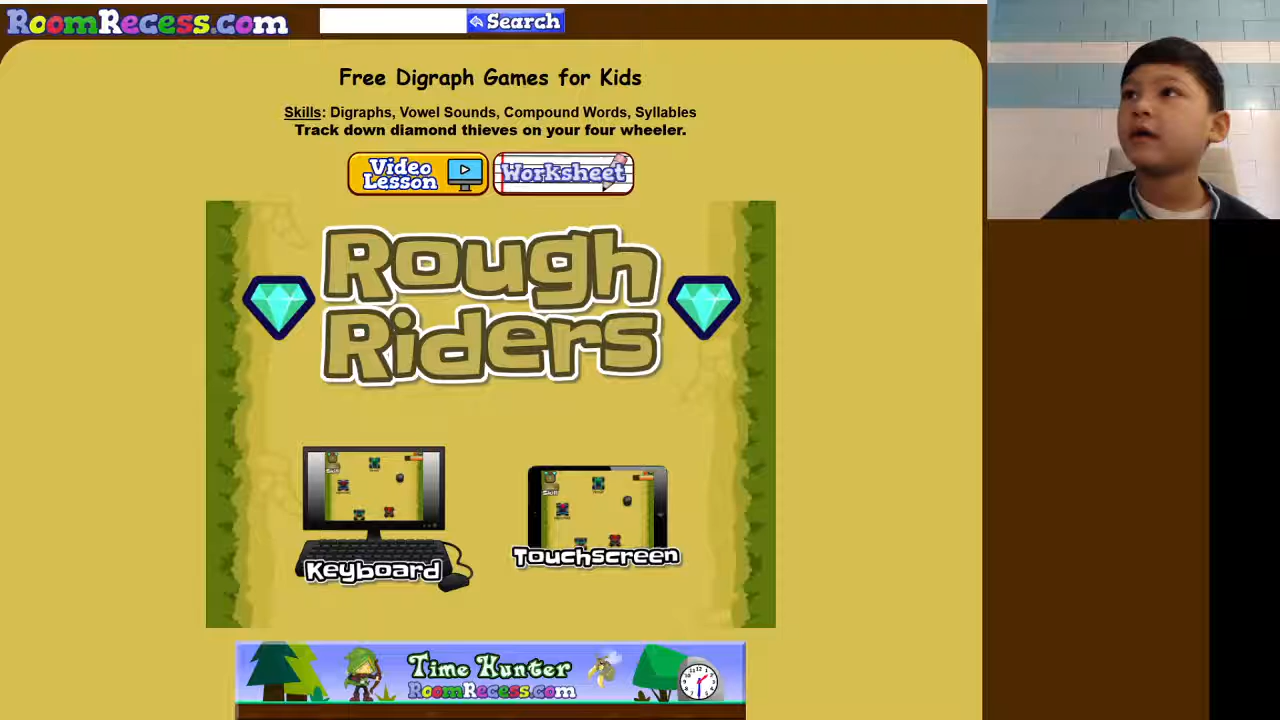 RoomRecess.com
Search
Free Digraph Games for Kids
Skills: Digraphs, Vowel Sounds, Compound Words, Syllables
Track down diamond thieves on your four wheeler.
Video Lesson
Worksheet
Rough
Riders
Keyboard
Touchscreen
Time Hunter
RoomRecess.com